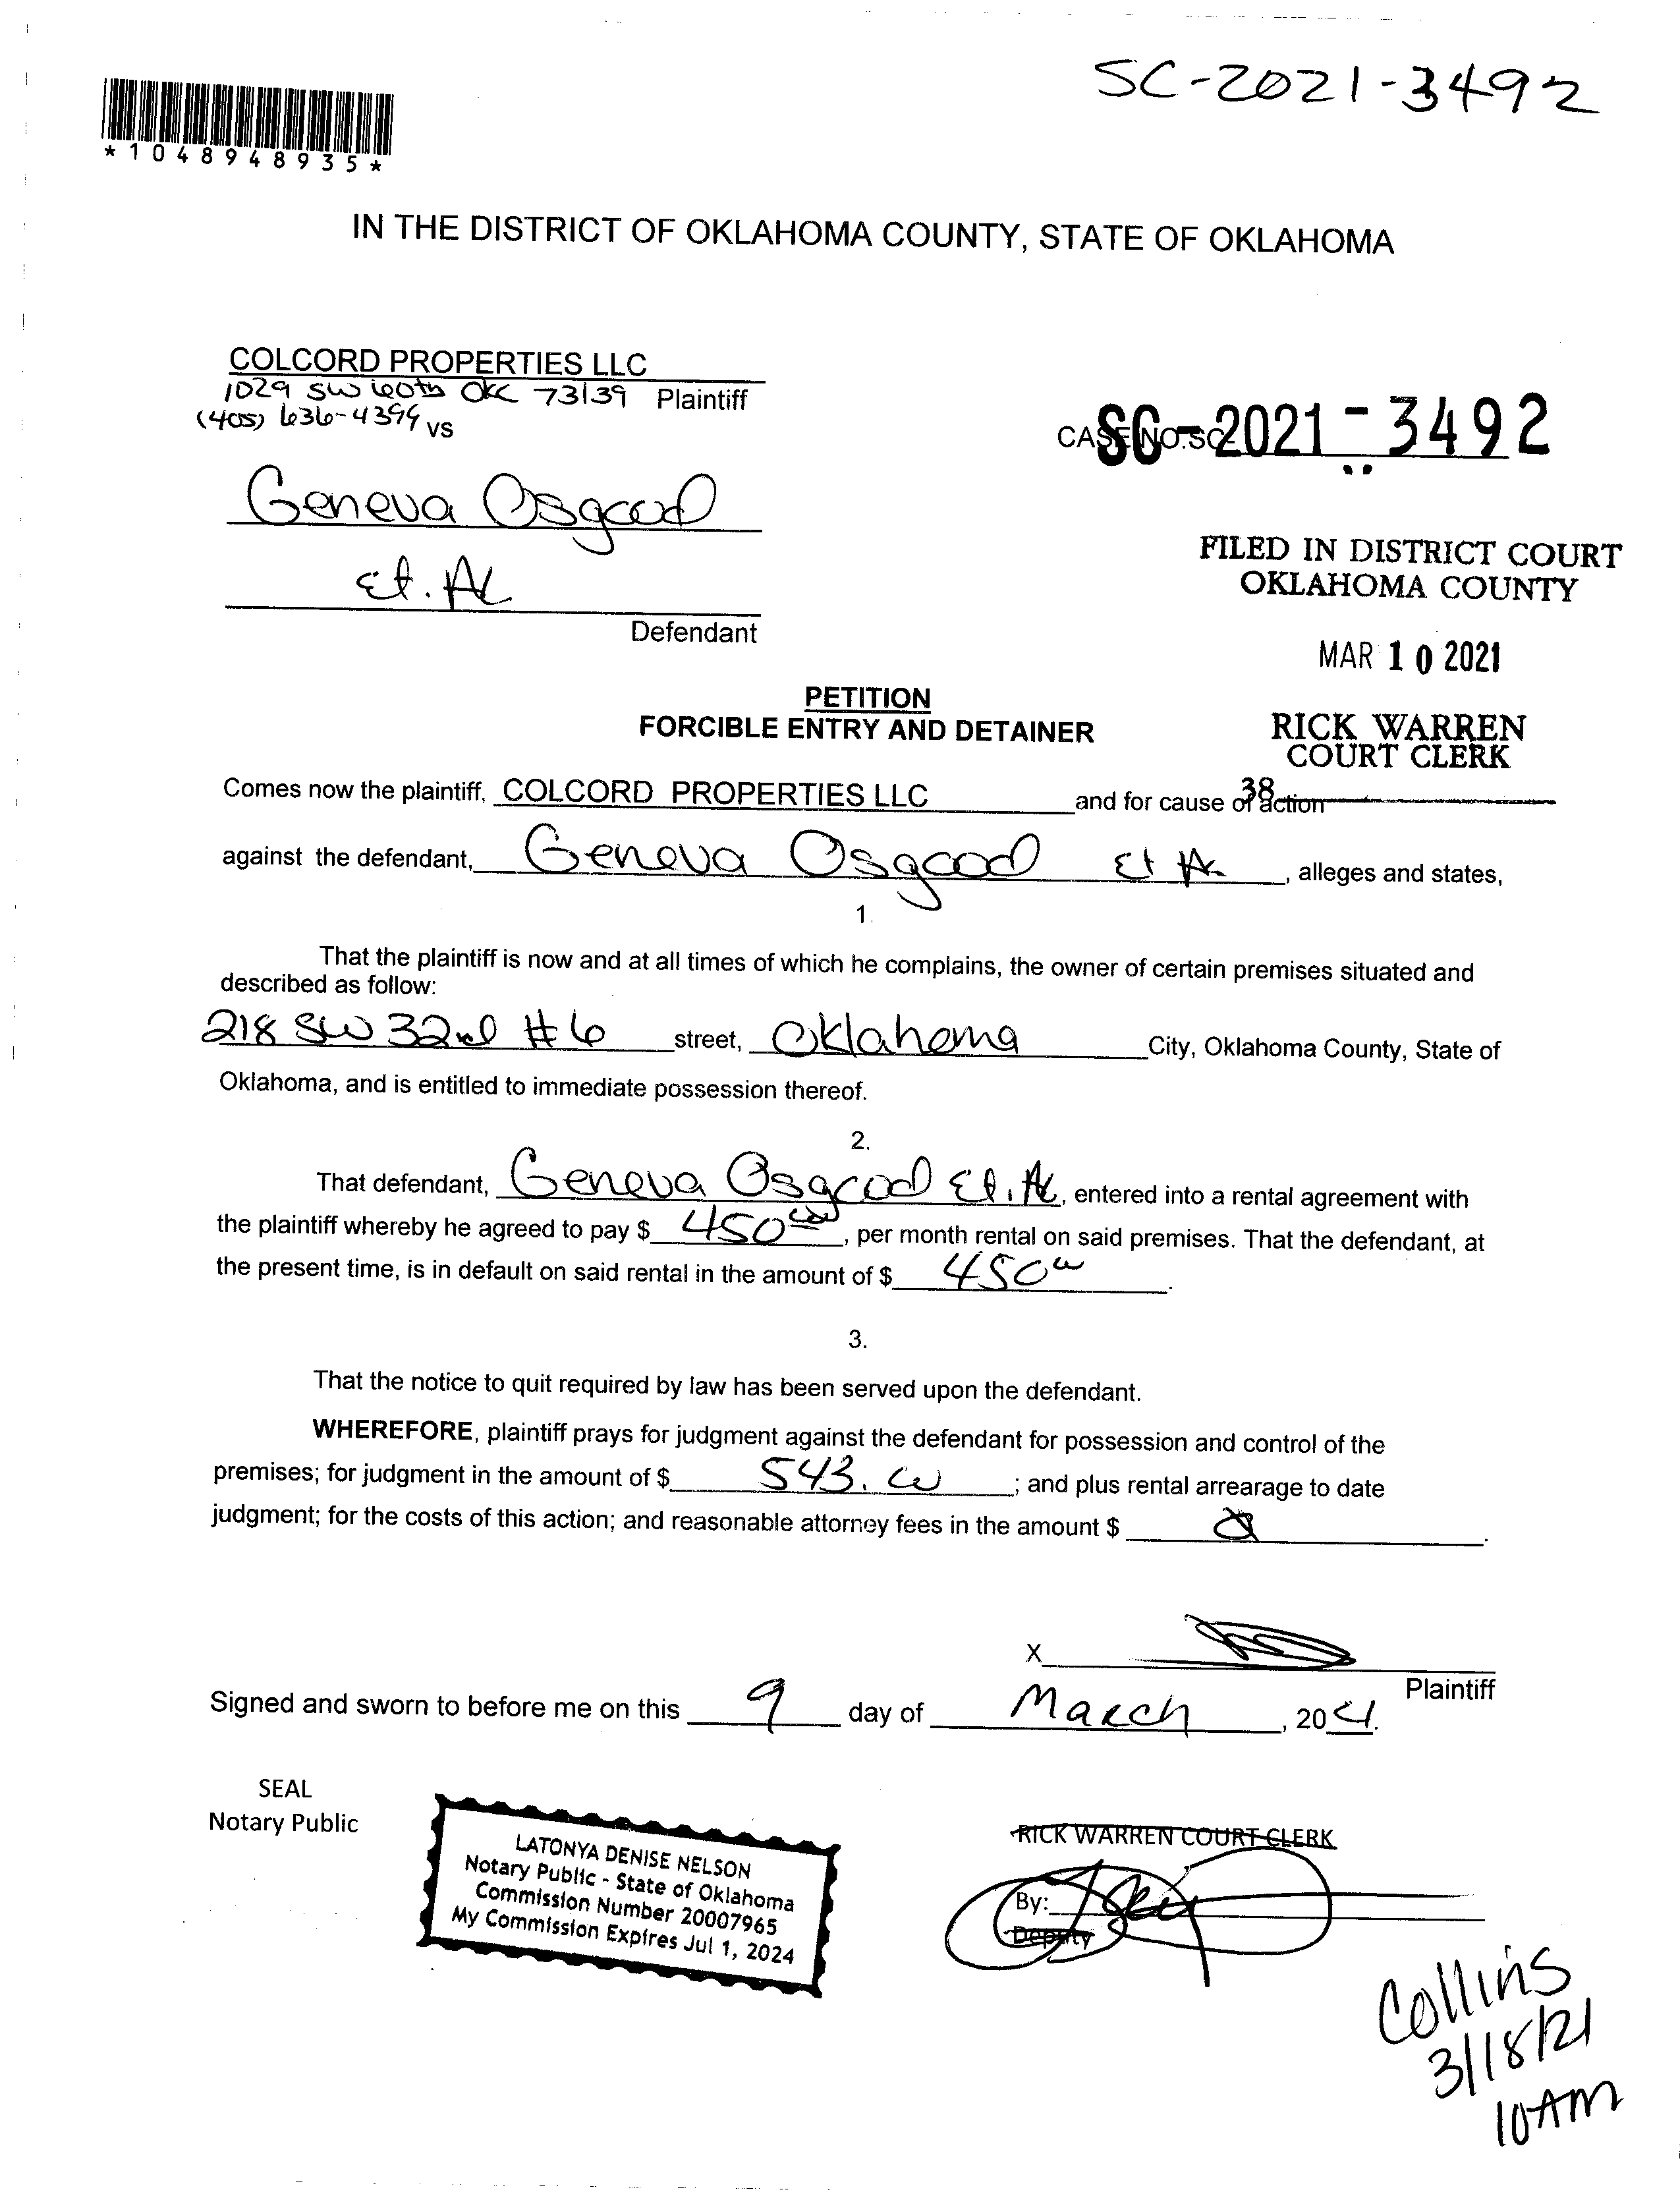 SC-2021-3492
*1048948935*
IN THE DISTRICT OF OKLAHOMA COUNTY, STATE OF OKLAHOMA
COLCORD PROPERTIES LLC
1029 SW 60th OKC 73139 Plaintiff
(405) 636-4394 vs
CASE NO. SC-
SC-2021-3492
Geneva Osgood
Et. Al
Defendant
FILED IN DISTRICT COURT
OKLAHOMA COUNTY
MAR 10 2021
RICK WARREN
COURT CLERK
38
PETITION
FORCIBLE ENTRY AND DETAINER
Comes now the plaintiff, COLCORD PROPERTIES LLC and for cause of action
against the defendant, Geneva Osgood Et Al, alleges and states,
1.
That the plaintiff is now and at all times of which he complains, the owner of certain premises situated and
described as follow:
218 SW 32nd #6 street, Oklahoma City, Oklahoma County, State of
Oklahoma, and is entitled to immediate possession thereof.
2.
That defendant, Geneva Osgood Et. Al, entered into a rental agreement with
the plaintiff whereby he agreed to pay $ 450 00, per month rental on said premises. That the defendant, at
the present time, is in default on said rental in the amount of $ 450 00.
3.
That the notice to quit required by law has been served upon the defendant.
WHEREFORE, plaintiff prays for judgment against the defendant for possession and control of the
premises; for judgment in the amount of $ 543.00; and plus rental arrearage to date
judgment; for the costs of this action; and reasonable attorney fees in the amount $
X
Plaintiff
Signed and sworn to before me on this 9 day of March, 2021.
SEAL
Notary Public
LATONYA DENISE NELSON
Notary Public - State of Oklahoma
Commission Number 20007965
My Commission Expires Jul 1, 2024
RICK WARREN COURT CLERK
By:
Deputy
Collins
3/18/21
10AM